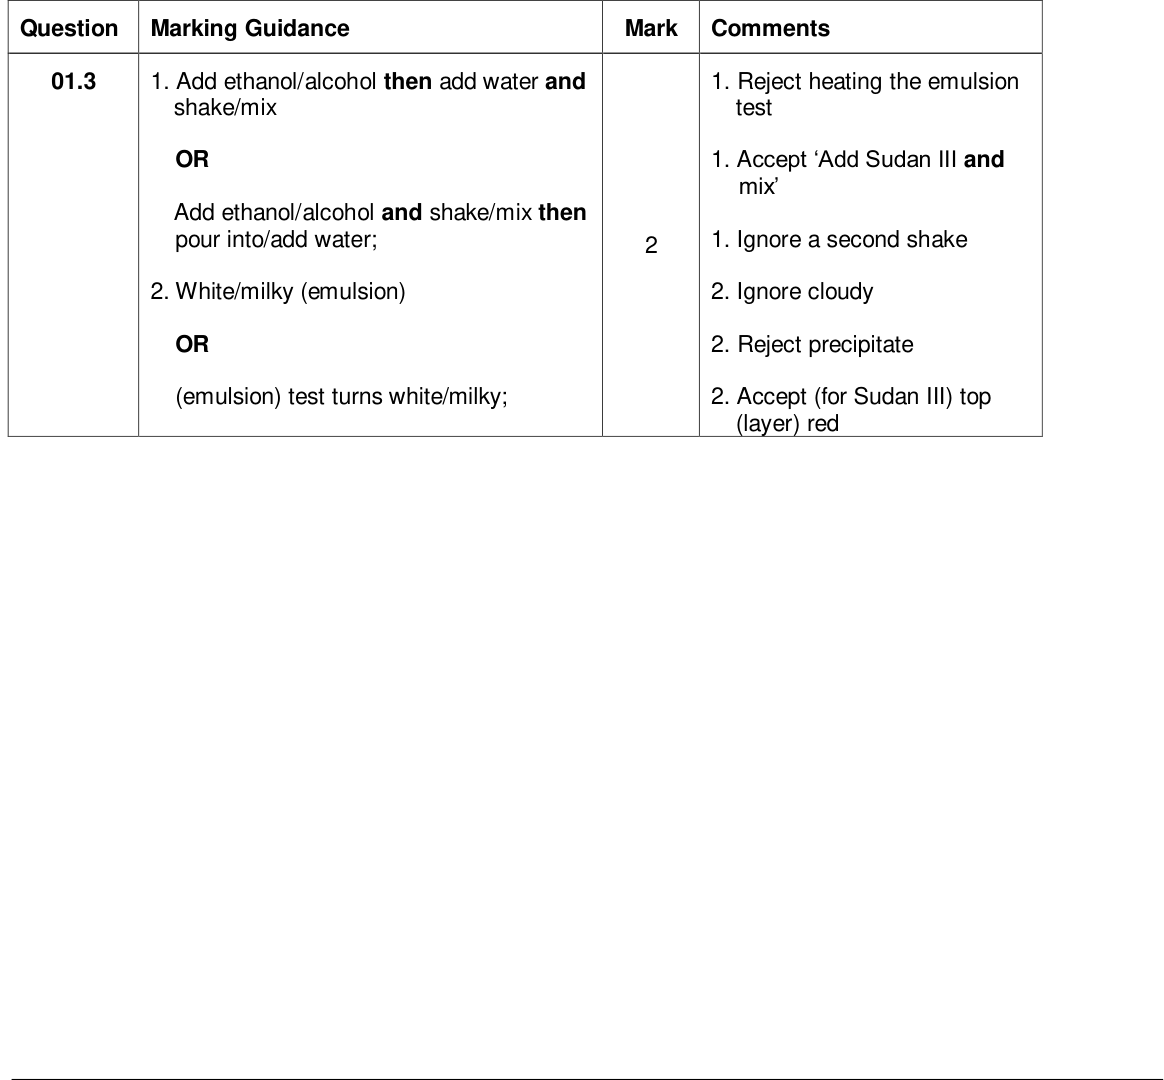 Question Marking Guidance Mark Comments
01.3
1. Add ethanol/alcohol then add water and
shake/mix
OR
Add ethanol/alcohol and shake/mix then
pour into/add water;
2. White/milky (emulsion)
OR
(emulsion) test turns white/milky;
2
1. Reject heating the emulsion
test
1. Accept ‘Add Sudan III and
mix’
1. Ignore a second shake
2. Ignore cloudy
2. Reject precipitate
2. Accept (for Sudan III) top
(layer) red